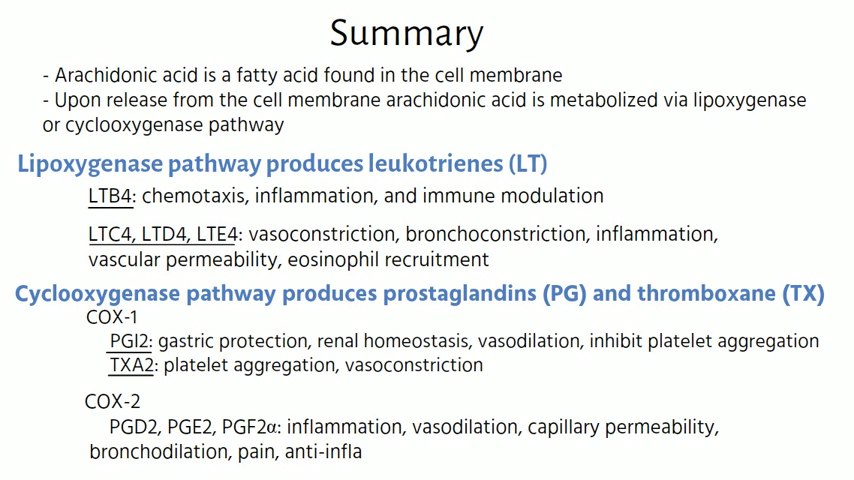 Summary
- Arachidonic acid is a fatty acid found in the cell membrane
- Upon release from the cell membrane arachidonic acid is metabolized via lipoxygenase
or cyclooxygenase pathway
Lipoxygenase pathway produces leukotrienes (LT)
LTB4: chemotaxis, inflammation, and immune modulation
LTC4, LTD4, LTE4: vasoconstriction, bronchoconstriction, inflammation,
vascular permeability, eosinophil recruitment
Cyclooxygenase pathway produces prostaglandins (PG) and thromboxane (TX)
COX-1
PGI2: gastric protection, renal homeostasis, vasodilation, inhibit platelet aggregation
TXA2: platelet aggregation, vasoconstriction
COX-2
PGD2, PGE2, PGF2α: inflammation, vasodilation, capillary permeability,
bronchodilation, pain, anti-infla